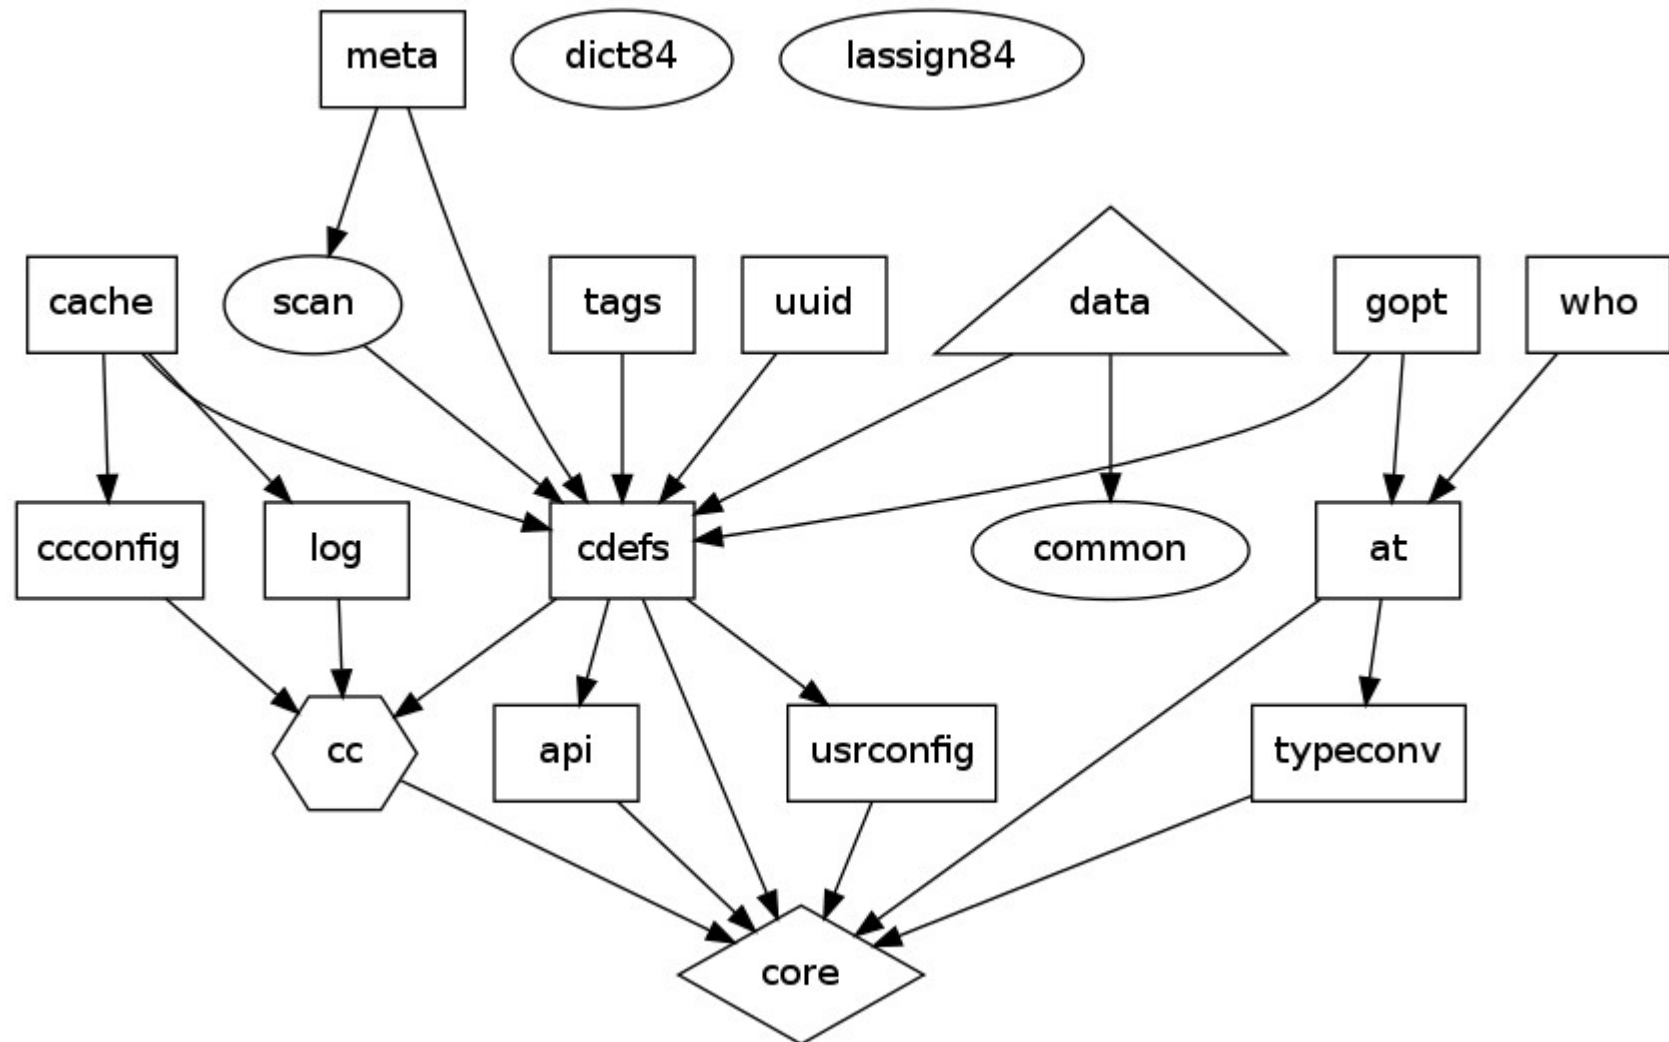 meta
dict84
lassign84
cache
scan
tags
uuid
data
gopt
who
ccconfig
log
cdefs
common
at
cc
api
usrconfig
typeconv
core